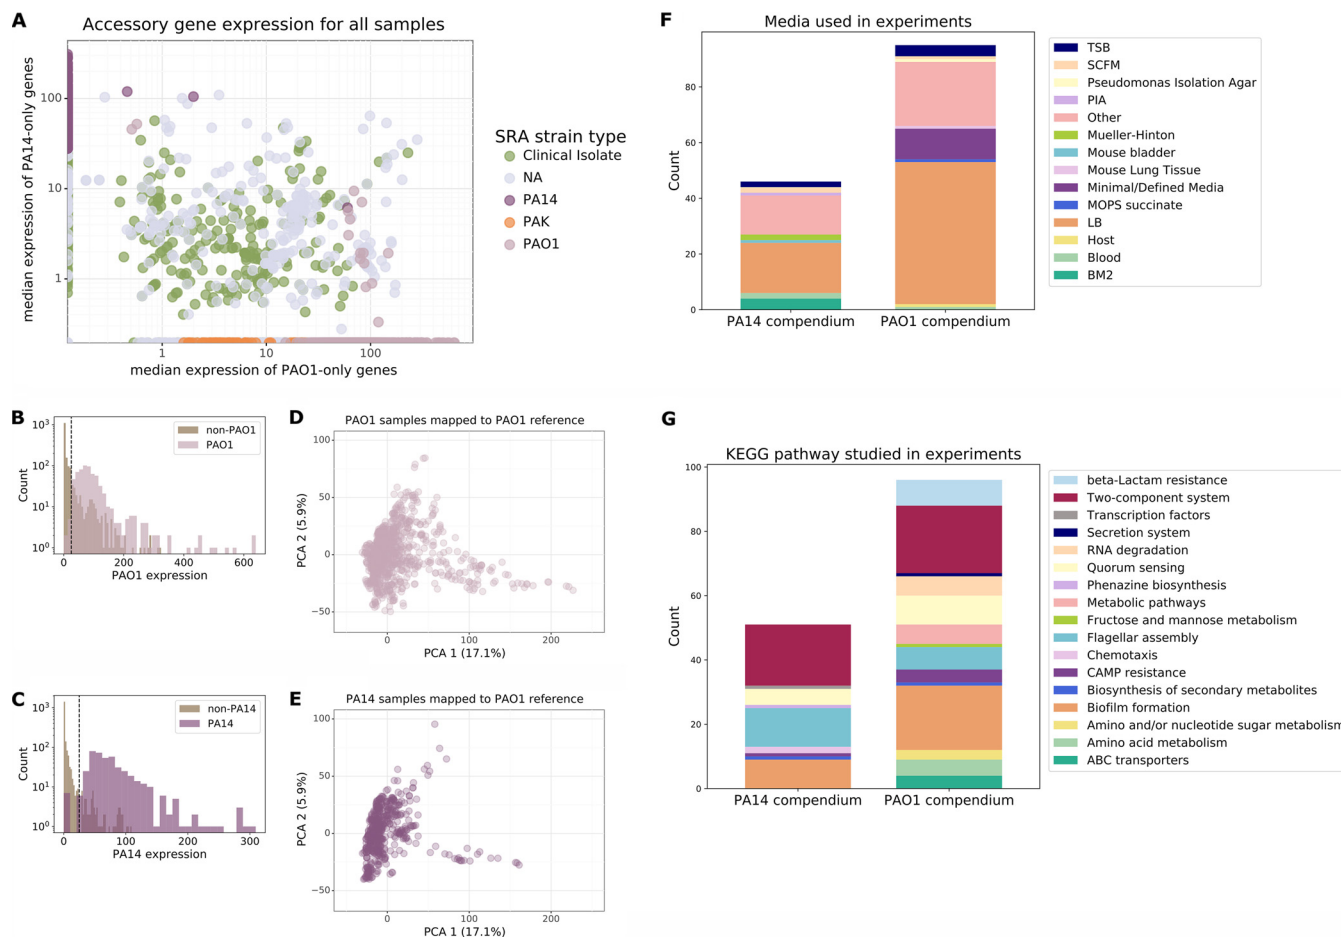 A
Accessory gene expression for all samples
median expression of PA14-only genes
100
10
1
1
10
100
median expression of PAO1-only genes
SRA strain type
Clinical Isolate
NA
PA14
PAK
PAO1
B
Count
10³
10²
10¹
10⁰
non-PAO1
PAO1
0
200
400
600
PAO1 expression
C
Count
10³
10²
10¹
10⁰
non-PA14
PA14
0
100
200
300
PA14 expression
D
PAO1 samples mapped to PAO1 reference
PCA 2 (5.9%)
100
50
0
−50
0
100
200
PCA 1 (17.1%)
E
PA14 samples mapped to PAO1 reference
PCA 2 (5.9%)
100
50
0
−50
0
100
200
PCA 1 (17.1%)
F
Media used in experiments
Count
80
60
40
20
0
PA14 compendium
PAO1 compendium
TSB
SCFM
Pseudomonas Isolation Agar
PIA
Other
Mueller-Hinton
Mouse bladder
Mouse Lung Tissue
Minimal/Defined Media
MOPS succinate
LB
Host
Blood
BM2
G
KEGG pathway studied in experiments
Count
100
80
60
40
20
0
PA14 compendium
PAO1 compendium
beta-Lactam resistance
Two-component system
Transcription factors
Secretion system
RNA degradation
Quorum sensing
Phenazine biosynthesis
Metabolic pathways
Fructose and mannose metabolism
Flagellar assembly
Chemotaxis
CAMP resistance
Biosynthesis of secondary metabolites
Biofilm formation
Amino and/or nucleotide sugar metabolism
Amino acid metabolism
ABC transporters